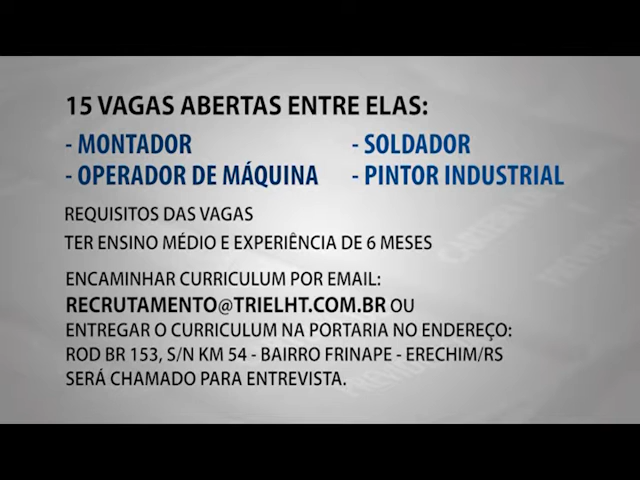 15 VAGAS ABERTAS ENTRE ELAS:
- MONTADOR - SOLDADOR
- OPERADOR DE MÁQUINA - PINTOR INDUSTRIAL
REQUISITOS DAS VAGAS
TER ENSINO MÉDIO E EXPERIÊNCIA DE 6 MESES
ENCAMINHAR CURRICULUM POR EMAIL:
RECRUTAMENTO@TRIELHT.COM.BR OU
ENTREGAR O CURRICULUM NA PORTARIA NO ENDEREÇO:
ROD BR 153, S/N KM 54 - BAIRRO FRINAPE - ERECHIM/RS
SERÁ CHAMADO PARA ENTREVISTA.